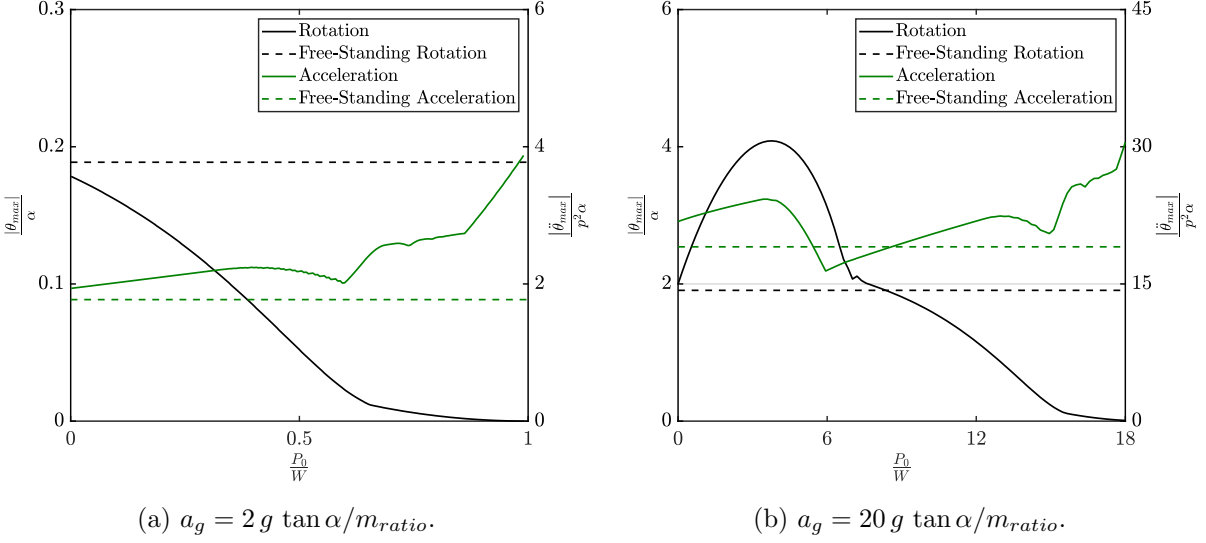 0.3
0.2
0.1
0
|θ_max|
α
6
4
2
0
|θ̈_max|
p²α
0
0.5
1
P₀
W
Rotation
Free-Standing Rotation
Acceleration
Free-Standing Acceleration
(a) a_g = 2 g tan α/m_ratio.
6
4
2
0
|θ_max|
α
45
30
15
0
|θ̈_max|
p²α
0
6
12
18
P₀
W
Rotation
Free-Standing Rotation
Acceleration
Free-Standing Acceleration
(b) a_g = 20 g tan α/m_ratio.